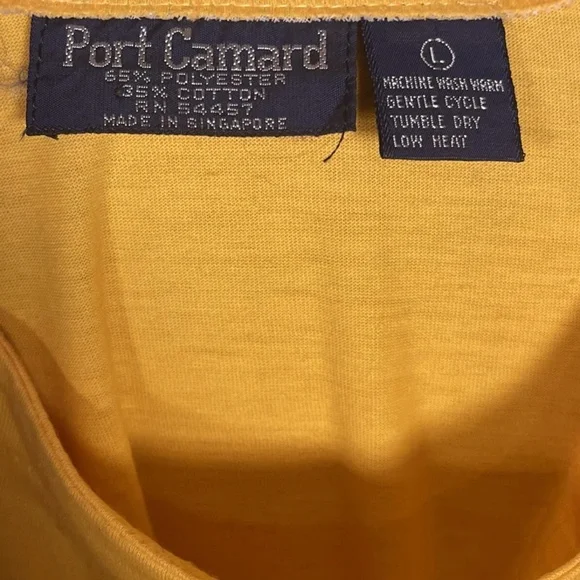 Port Camard
65% POLYESTER
35% COTTON
RN 54457
MADE IN SINGAPORE
L
MACHINE WASH WARM
GENTLE CYCLE
TUMBLE DRY
LOW HEAT